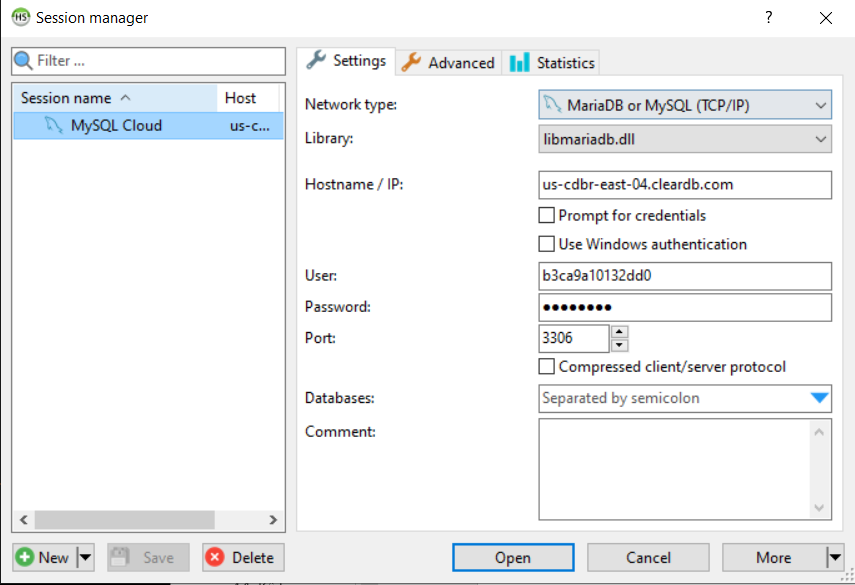 HS Session manager ?
Filter ...
Session name Host
MySQL Cloud us-c...
Settings Advanced Statistics
Network type: MariaDB or MySQL (TCP/IP)
Library: libmariadb.dll
Hostname / IP: us-cdbr-east-04.cleardb.com
Prompt for credentials
Use Windows authentication
User: b3ca9a10132dd0
Password: ••••••••
Port: 3306
Compressed client/server protocol
Databases: Separated by semicolon
Comment:
New Save Delete Open Cancel More